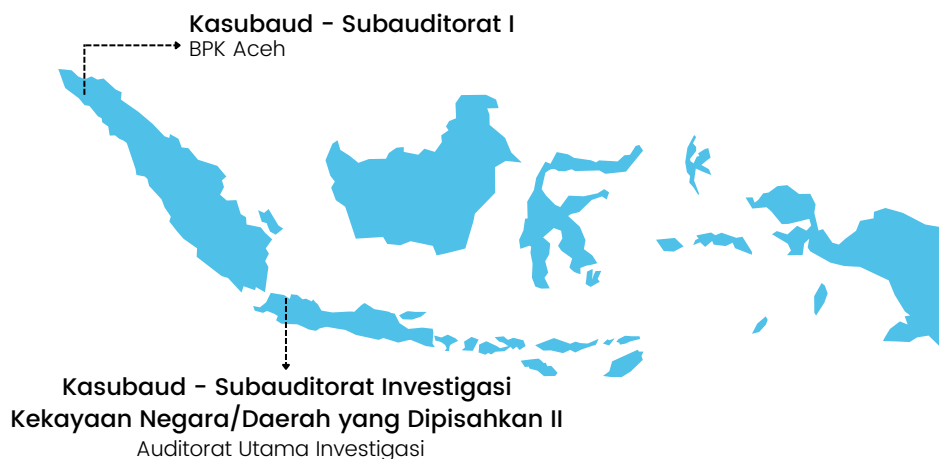 Kasubaud - Subauditorat I
BPK Aceh
Kasubaud - Subauditorat Investigasi
Kekayaan Negara/Daerah yang Dipisahkan II
Auditorat Utama Investigasi